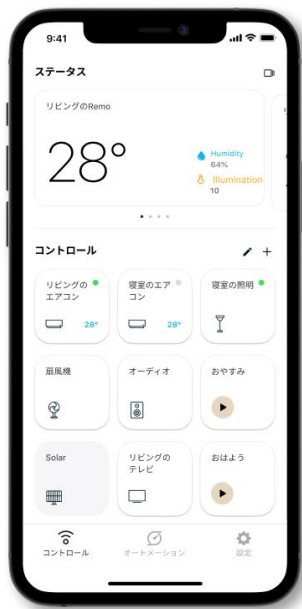 9:41
ステータス
リビングのRemo
28°
Humidity
64%
Illumination
10
コントロール
リビングの
エアコン
28°
寝室のエア
コン
28°
寝室の照明
扇風機
オーディオ
おやすみ
Solar
リビングの
テレビ
おはよう
コントロール
オートメーション
設定